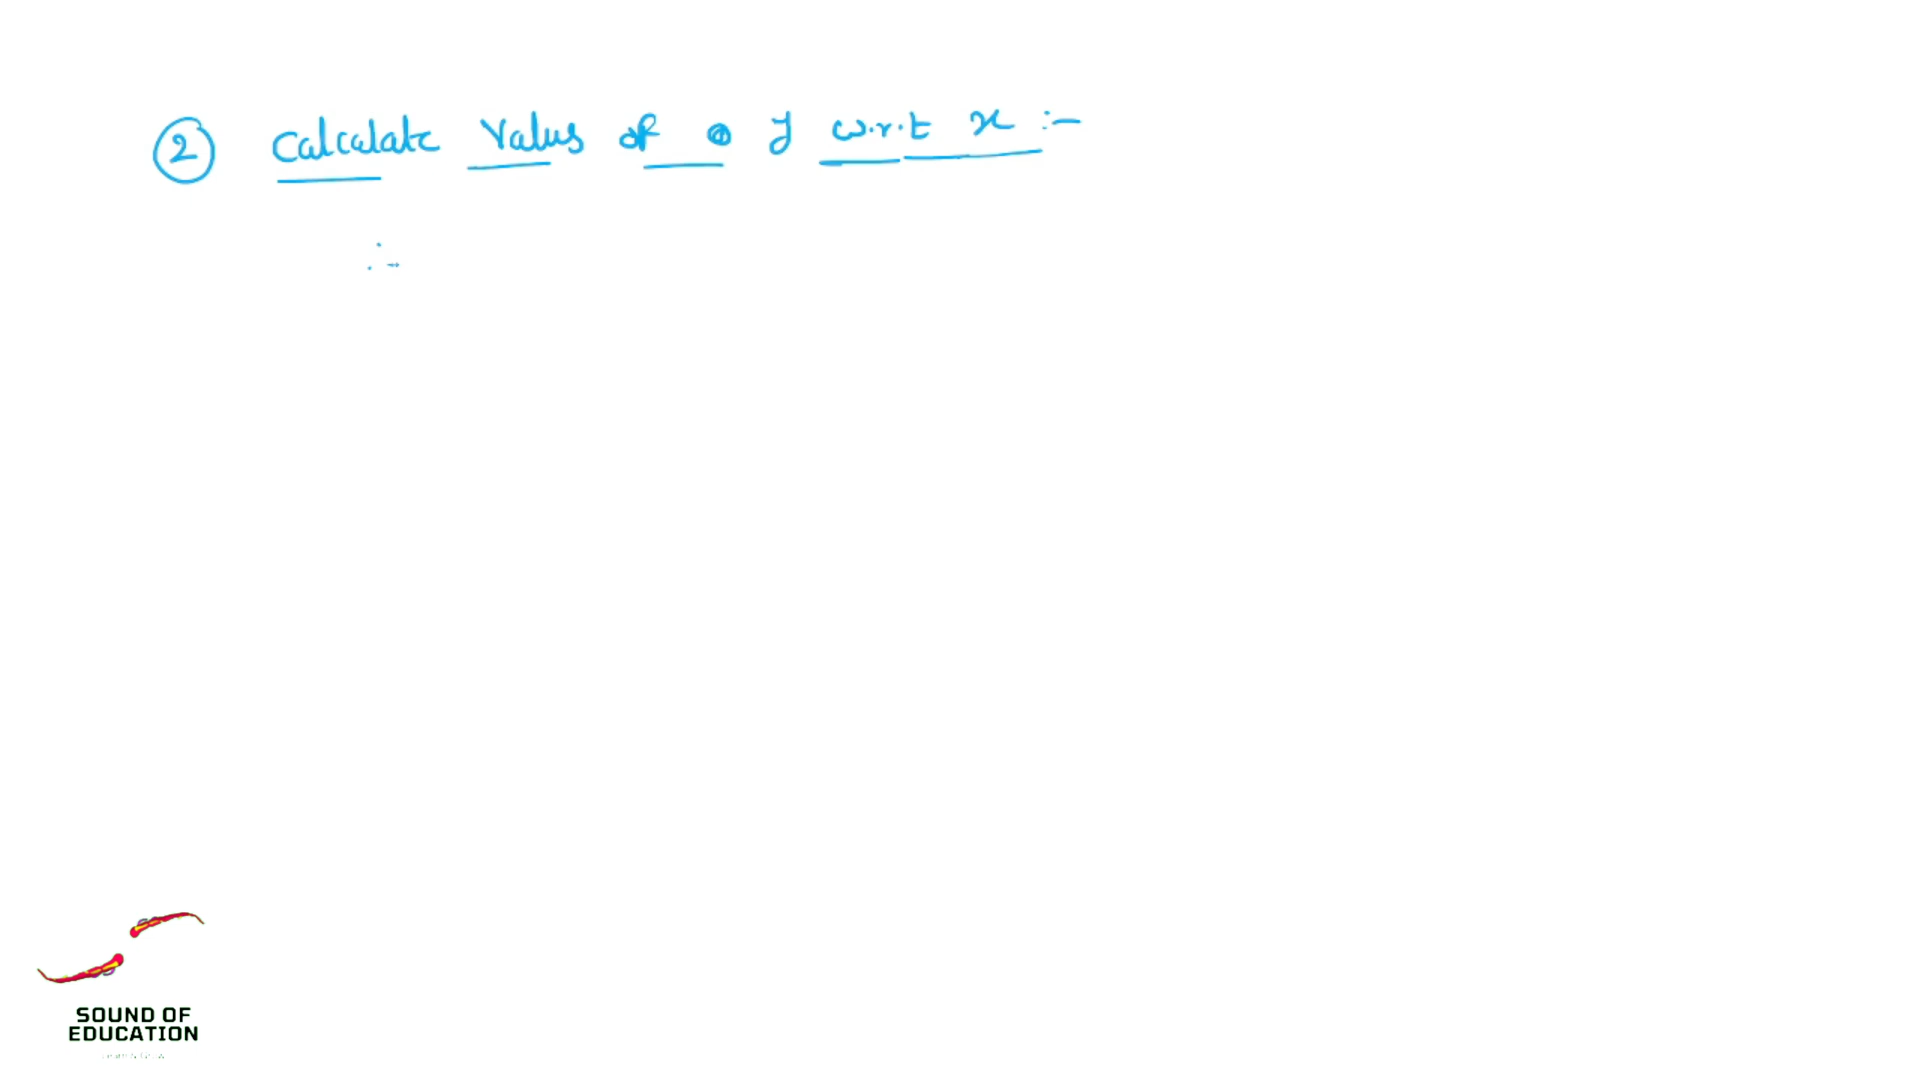 ② Calculate Value of y w.r.t x :-
∴
SOUND OF
EDUCATION